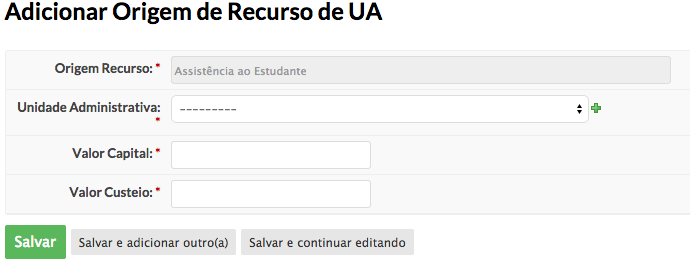 Adicionar Origem de Recurso de UA
Origem Recurso: * Assistência ao Estudante
Unidade Administrativa: * ---------
Valor Capital: *
Valor Custeio: *
Salvar Salvar e adicionar outro(a) Salvar e continuar editando